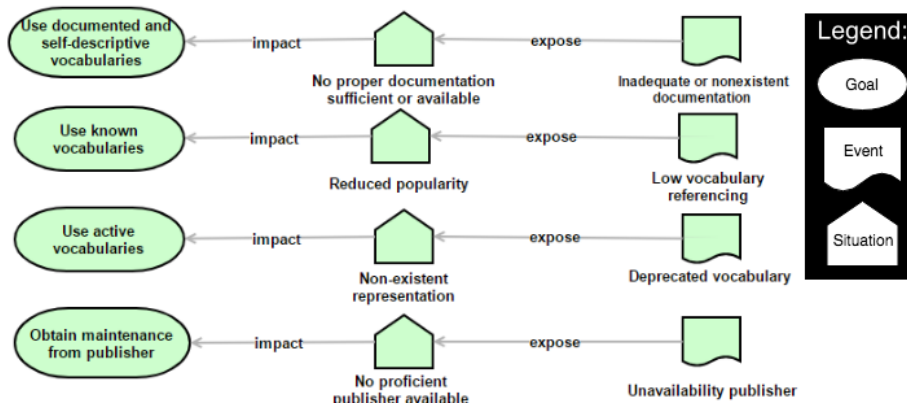 Use documented and
self-descriptive
vocabularies
impact
No proper documentation
sufficient or available
expose
Inadequate or nonexistent
documentation
Use known
vocabularies
impact
Reduced popularity
expose
Low vocabulary
referencing
Use active
vocabularies
impact
Non-existent
representation
expose
Deprecated vocabulary
Obtain maintenance
from publisher
impact
No proficient
publisher available
expose
Unavailability publisher
Legend:
Goal
Event
Situation